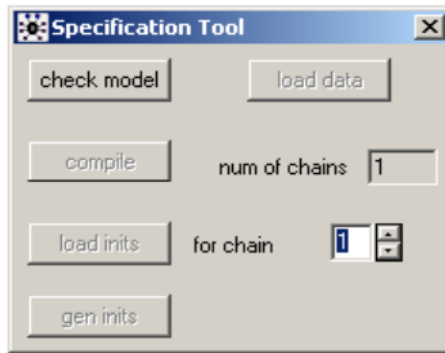 Specification Tool
check model load data
compile num of chains 1
load inits for chain 1
gen inits